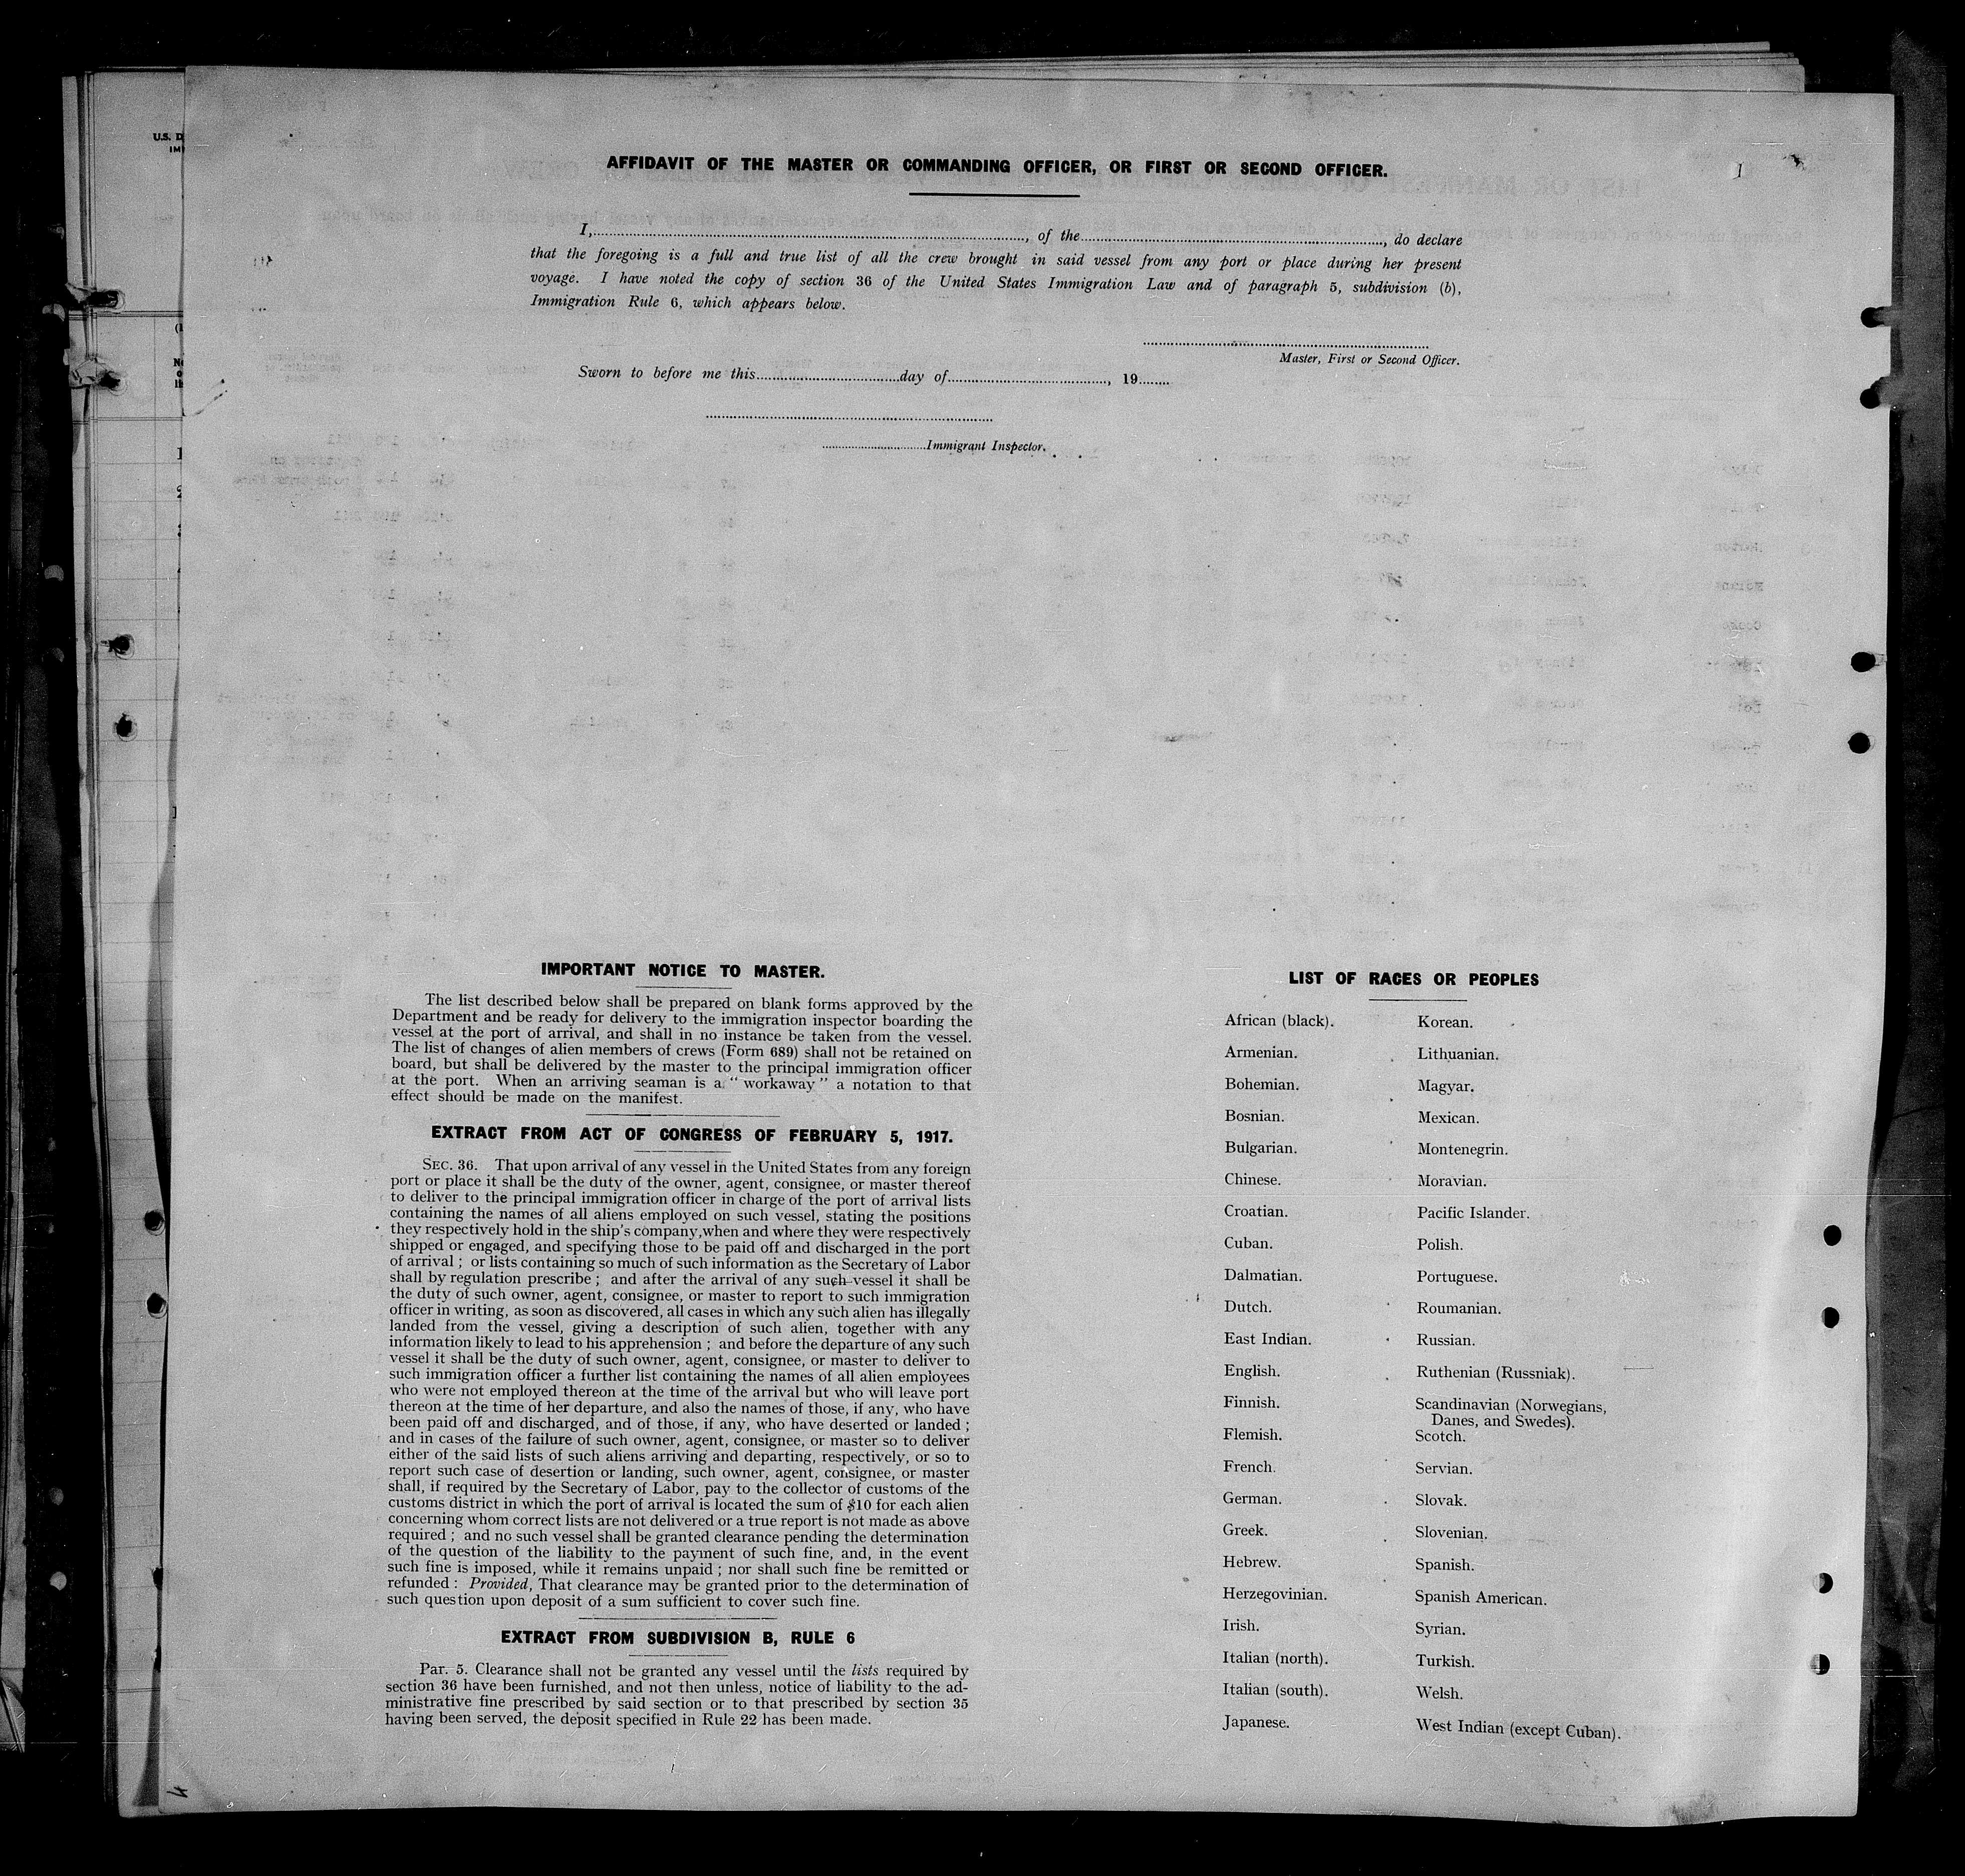 AFFIDAVIT OF THE MASTER OR COMMANDING OFFICER, OR FIRST OR SECOND OFFICER.
1
I,..............................., of the..............................., do declare
that the foregoing is a full and true list of all the crew brought in said vessel from any port or place during her present
voyage. I have noted the copy of section 36 of the United States Immigration Law and of paragraph 5, subdivision (b),
Immigration Rule 6, which appears below.
Master, First or Second Officer.
Sworn to before me this...............day of..............., 19........
...............Immigrant Inspector.
IMPORTANT NOTICE TO MASTER.
The list described below shall be prepared on blank forms approved by the
Department and be ready for delivery to the immigration inspector boarding the
vessel at the port of arrival, and shall in no instance be taken from the vessel.
The list of changes of alien members of crews (Form 689) shall not be retained on
board, but shall be delivered by the master to the principal immigration officer
at the port. When an arriving seaman is a " workaway " a notation to that
effect should be made on the manifest.
EXTRACT FROM ACT OF CONGRESS OF FEBRUARY 5, 1917.
SEC. 36. That upon arrival of any vessel in the United States from any foreign
port or place it shall be the duty of the owner, agent, consignee, or master thereof
to deliver to the principal immigration officer in charge of the port of arrival lists
containing the names of all aliens employed on such vessel, stating the positions
they respectively hold in the ship's company,when and where they were respectively
shipped or engaged, and specifying those to be paid off and discharged in the port
of arrival ; or lists containing so much of such information as the Secretary of Labor
shall by regulation prescribe ; and after the arrival of any such vessel it shall be
the duty of such owner, agent, consignee, or master to report to such immigration
officer in writing, as soon as discovered, all cases in which any such alien has illegally
landed from the vessel, giving a description of such alien, together with any
information likely to lead to his apprehension ; and before the departure of any such
vessel it shall be the duty of such owner, agent, consignee, or master to deliver to
such immigration officer a further list containing the names of all alien employees
who were not employed thereon at the time of the arrival but who will leave port
thereon at the time of her departure, and also the names of those, if any, who have
been paid off and discharged, and of those, if any, who have deserted or landed ;
and in cases of the failure of such owner, agent, consignee, or master so to deliver
either of the said lists of such aliens arriving and departing, respectively, or so to
report such case of desertion or landing, such owner, agent, consignee, or master
shall, if required by the Secretary of Labor, pay to the collector of customs of the
customs district in which the port of arrival is located the sum of $10 for each alien
concerning whom correct lists are not delivered or a true report is not made as above
required ; and no such vessel shall be granted clearance pending the determination
of the question of the liability to the payment of such fine, and, in the event
such fine is imposed, while it remains unpaid ; nor shall such fine be remitted or
refunded : Provided, That clearance may be granted prior to the determination of
such question upon deposit of a sum sufficient to cover such fine.
EXTRACT FROM SUBDIVISION B, RULE 6
Par. 5. Clearance shall not be granted any vessel until the lists required by
section 36 have been furnished, and not then unless, notice of liability to the ad-
ministrative fine prescribed by said section or to that prescribed by section 35
having been served, the deposit specified in Rule 22 has been made.
LIST OF RACES OR PEOPLES
African (black).
Armenian.
Bohemian.
Bosnian.
Bulgarian.
Chinese.
Croatian.
Cuban.
Dalmatian.
Dutch.
East Indian.
English.
Finnish.
Flemish.
French.
German.
Greek.
Hebrew.
Herzegovinian.
Irish.
Italian (north).
Italian (south).
Japanese.
Korean.
Lithuanian.
Magyar.
Mexican.
Montenegrin.
Moravian.
Pacific Islander.
Polish.
Portuguese.
Roumanian.
Russian.
Ruthenian (Russniak).
Scandinavian (Norwegians,
Danes, and Swedes).
Scotch.
Servian.
Slovak.
Slovenian.
Spanish.
Spanish American.
Syrian.
Turkish.
Welsh.
West Indian (except Cuban).